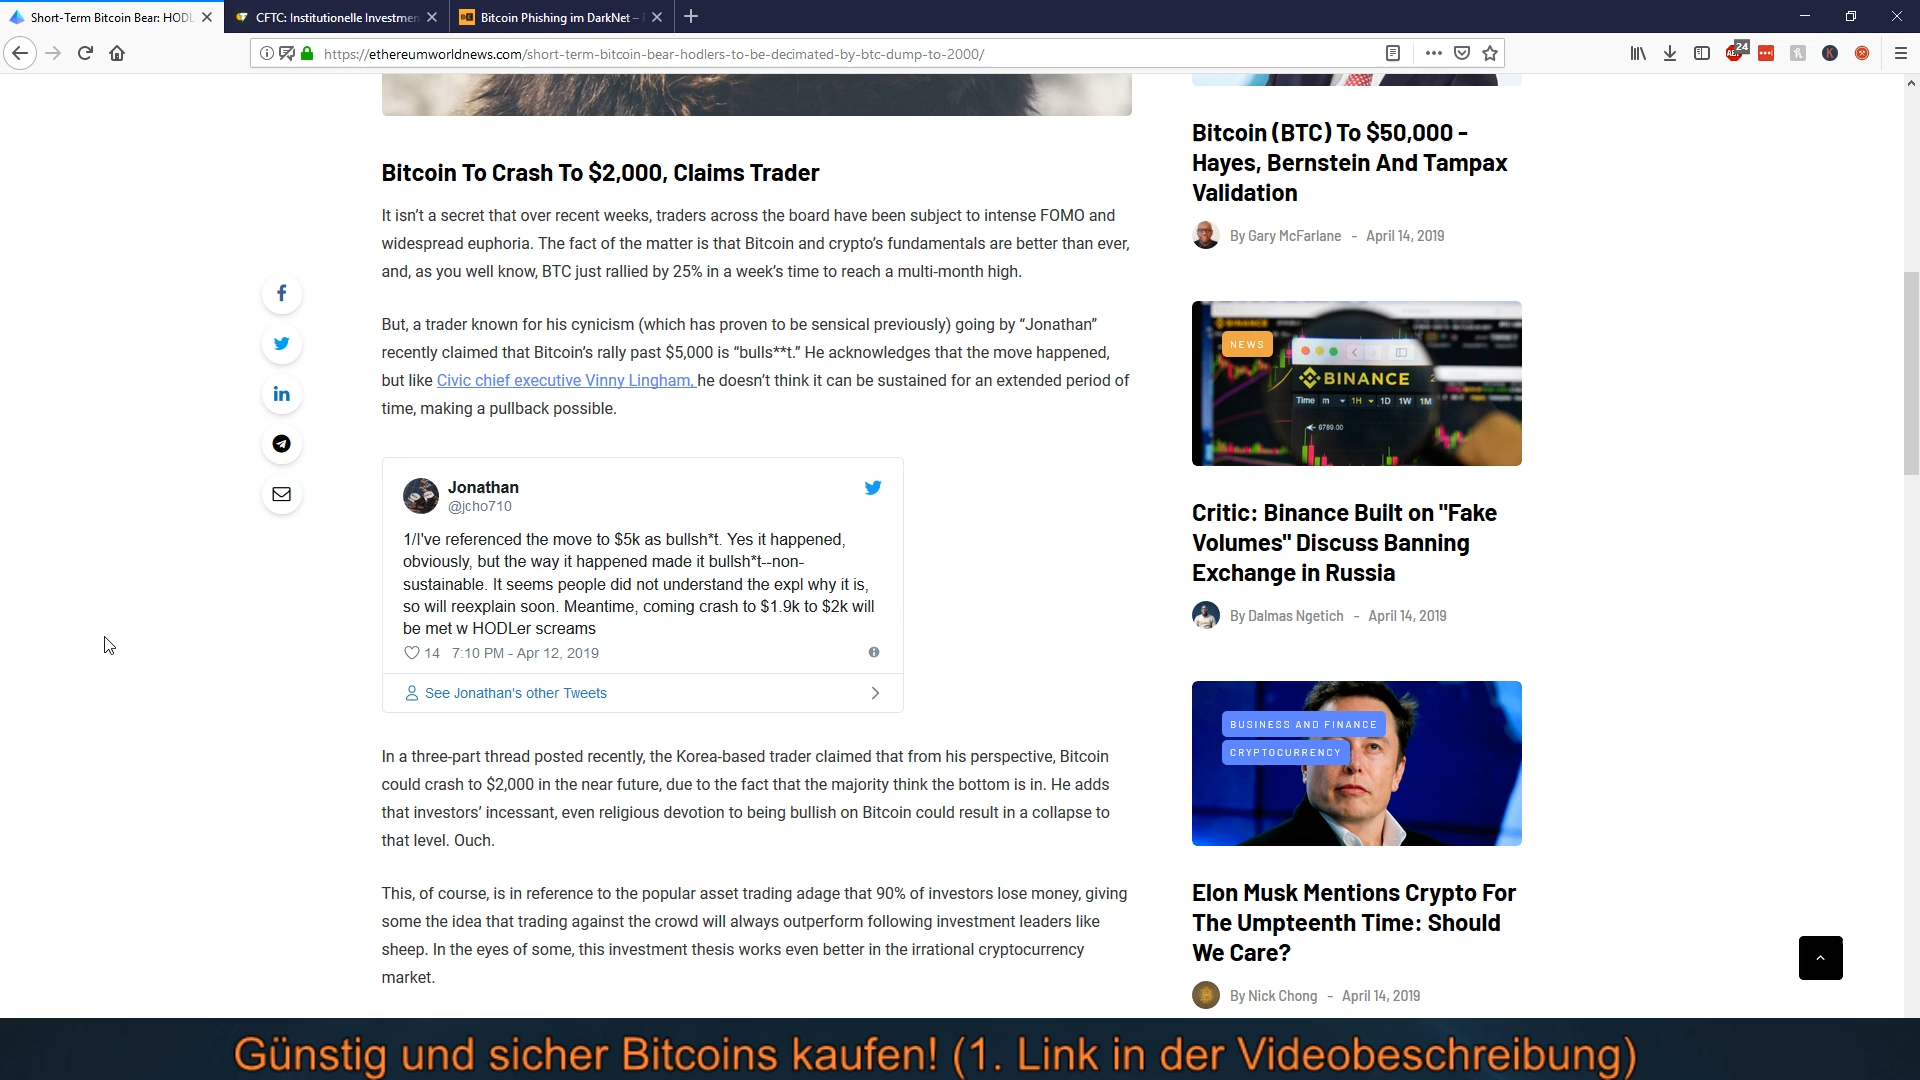 Short-Term Bitcoin Bear: HODL
CFTC: Institutionelle Investmen
Bitcoin Phishing im DarkNet –
https://ethereumworldnews.com/short-term-bitcoin-bear-hodlers-to-be-decimated-by-btc-dump-to-2000/
24
Bitcoin To Crash To $2,000, Claims Trader
It isn't a secret that over recent weeks, traders across the board have been subject to intense FOMO and
widespread euphoria. The fact of the matter is that Bitcoin and crypto's fundamentals are better than ever,
and, as you well know, BTC just rallied by 25% in a week's time to reach a multi-month high.
But, a trader known for his cynicism (which has proven to be sensical previously) going by “Jonathan”
recently claimed that Bitcoin's rally past $5,000 is “bulls**t.” He acknowledges that the move happened,
but like Civic chief executive Vinny Lingham, he doesn't think it can be sustained for an extended period of
time, making a pullback possible.
Jonathan
@jcho710
1/I've referenced the move to $5k as bullsh*t. Yes it happened,
obviously, but the way it happened made it bullsh*t--non-
sustainable. It seems people did not understand the expl why it is,
so will reexplain soon. Meantime, coming crash to $1.9k to $2k will
be met w HODLer screams
14 7:10 PM - Apr 12, 2019
See Jonathan's other Tweets
In a three-part thread posted recently, the Korea-based trader claimed that from his perspective, Bitcoin
could crash to $2,000 in the near future, due to the fact that the majority think the bottom is in. He adds
that investors' incessant, even religious devotion to being bullish on Bitcoin could result in a collapse to
that level. Ouch.
This, of course, is in reference to the popular asset trading adage that 90% of investors lose money, giving
some the idea that trading against the crowd will always outperform following investment leaders like
sheep. In the eyes of some, this investment thesis works even better in the irrational cryptocurrency
market.
Bitcoin (BTC) To $50,000 -
Hayes, Bernstein And Tampax
Validation
By Gary McFarlane - April 14, 2019
NEWS
BINANCE
Time m 1H 1D 1W 1M
6789.00
Critic: Binance Built on "Fake
Volumes" Discuss Banning
Exchange in Russia
By Dalmas Ngetich - April 14, 2019
BUSINESS AND FINANCE
CRYPTOCURRENCY
Elon Musk Mentions Crypto For
The Umpteenth Time: Should
We Care?
By Nick Chong - April 14, 2019
Günstig und sicher Bitcoins kaufen! (1. Link in der Videobeschreibung)